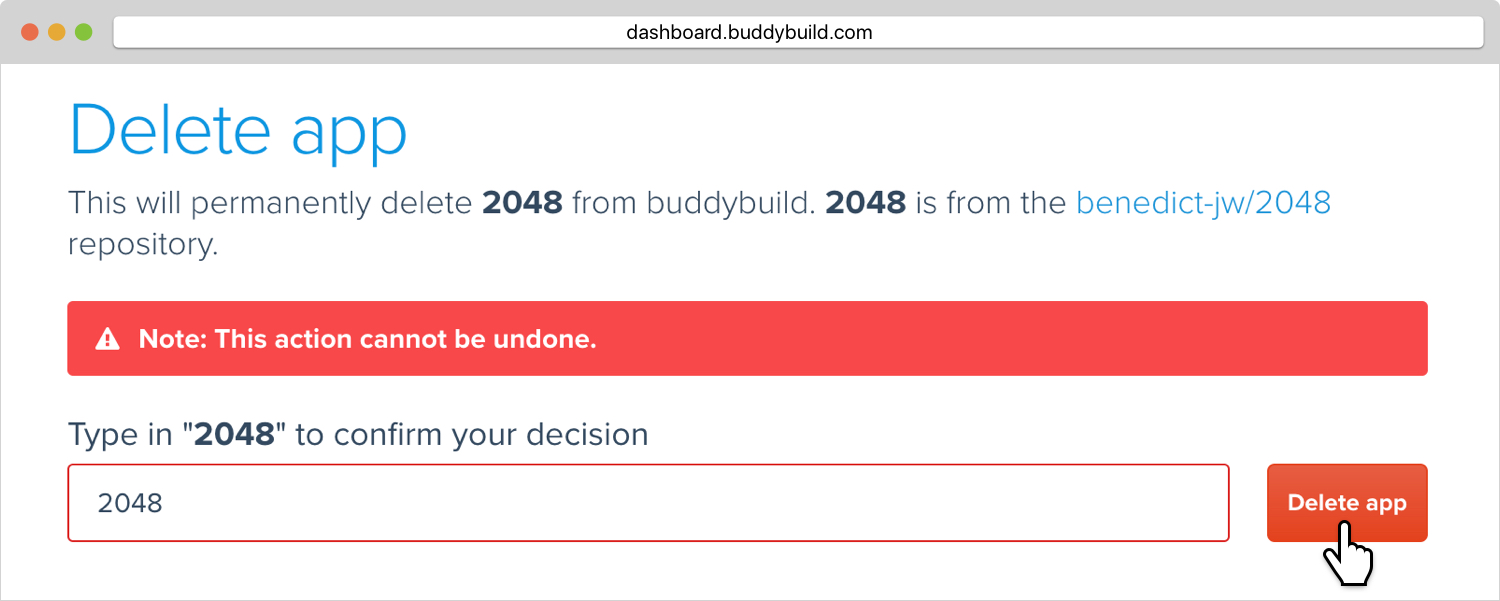 dashboard.buddybuild.com
Delete app
This will permanently delete 2048 from buddybuild. 2048 is from the benedict-jw/2048
repository.
Note: This action cannot be undone.
Type in "2048" to confirm your decision
2048
Delete app